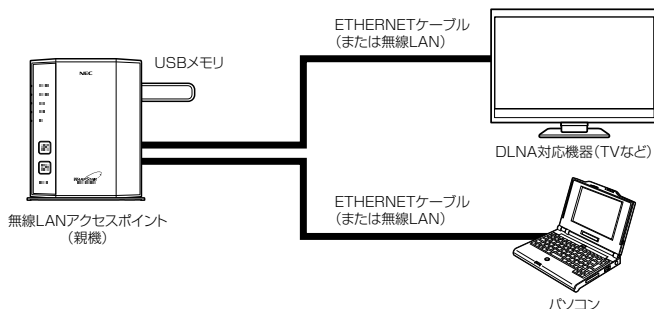 ETHERNETケーブル
(または無線LAN)
USBメモリ
NEC
DLNA対応機器(TVなど)
ETHERNETケーブル
(または無線LAN)
無線LANアクセスポイント
(親機)
パソコン